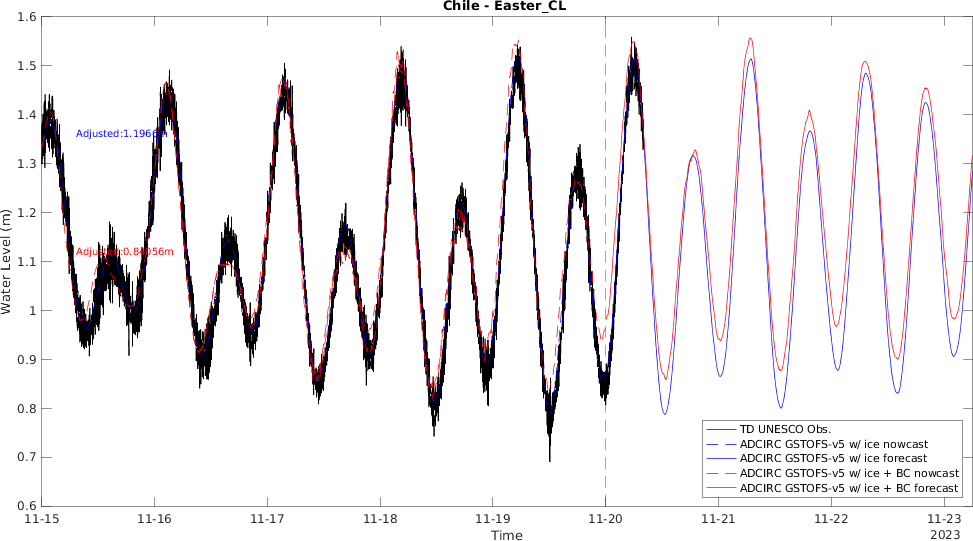 Chile - Easter_CL
1.6
1.5
1.4
1.3
1.2
1.1
1
0.9
0.8
0.7
0.6
Water Level (m)
Adjusted:1.1966m
TD UNESCO Obs.
ADCIRC GSTOFS-v5 w/ ice nowcast
ADCIRC GSTOFS-v5 w/ ice forecast
ADCIRC GSTOFS-v5 w/ ice + BC nowcast
ADCIRC GSTOFS-v5 w/ ice + BC forecast
11-15
11-16
11-17
11-18
11-19
11-20
11-21
11-22
11-23
Time
2023